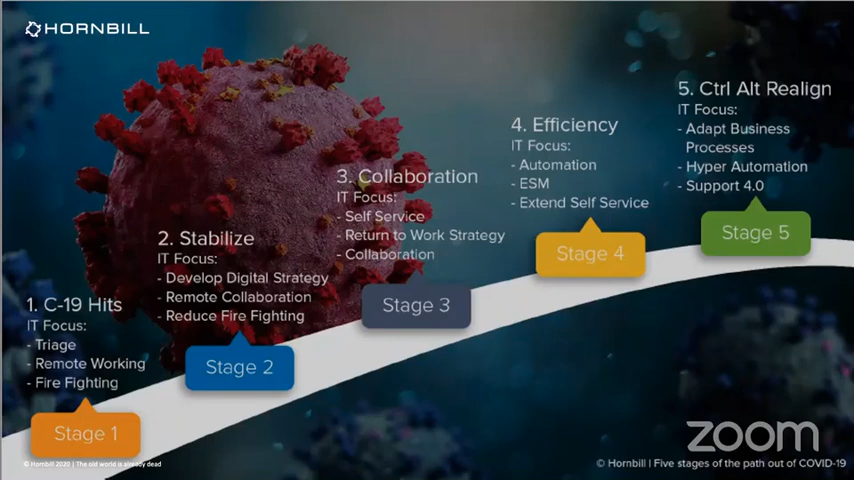 HORNBILL
1. C-19 Hits
IT Focus:
- Triage
- Remote Working
- Fire Fighting
Stage 1
2. Stabilize
IT Focus:
- Develop Digital Strategy
- Remote Collaboration
- Reduce Fire Fighting
Stage 2
3. Collaboration
IT Focus:
- Self Service
- Return to Work Strategy
- Collaboration
Stage 3
4. Efficiency
IT Focus:
- Automation
- ESM
- Extend Self Service
Stage 4
5. Ctrl Alt Realign
IT Focus:
- Adapt Business
Processes
- Hyper Automation
- Support 4.0
Stage 5
zoom
© Hornbill 2020 | The old world is already dead
© Hornbill | Five stages of the path out of COVID-19